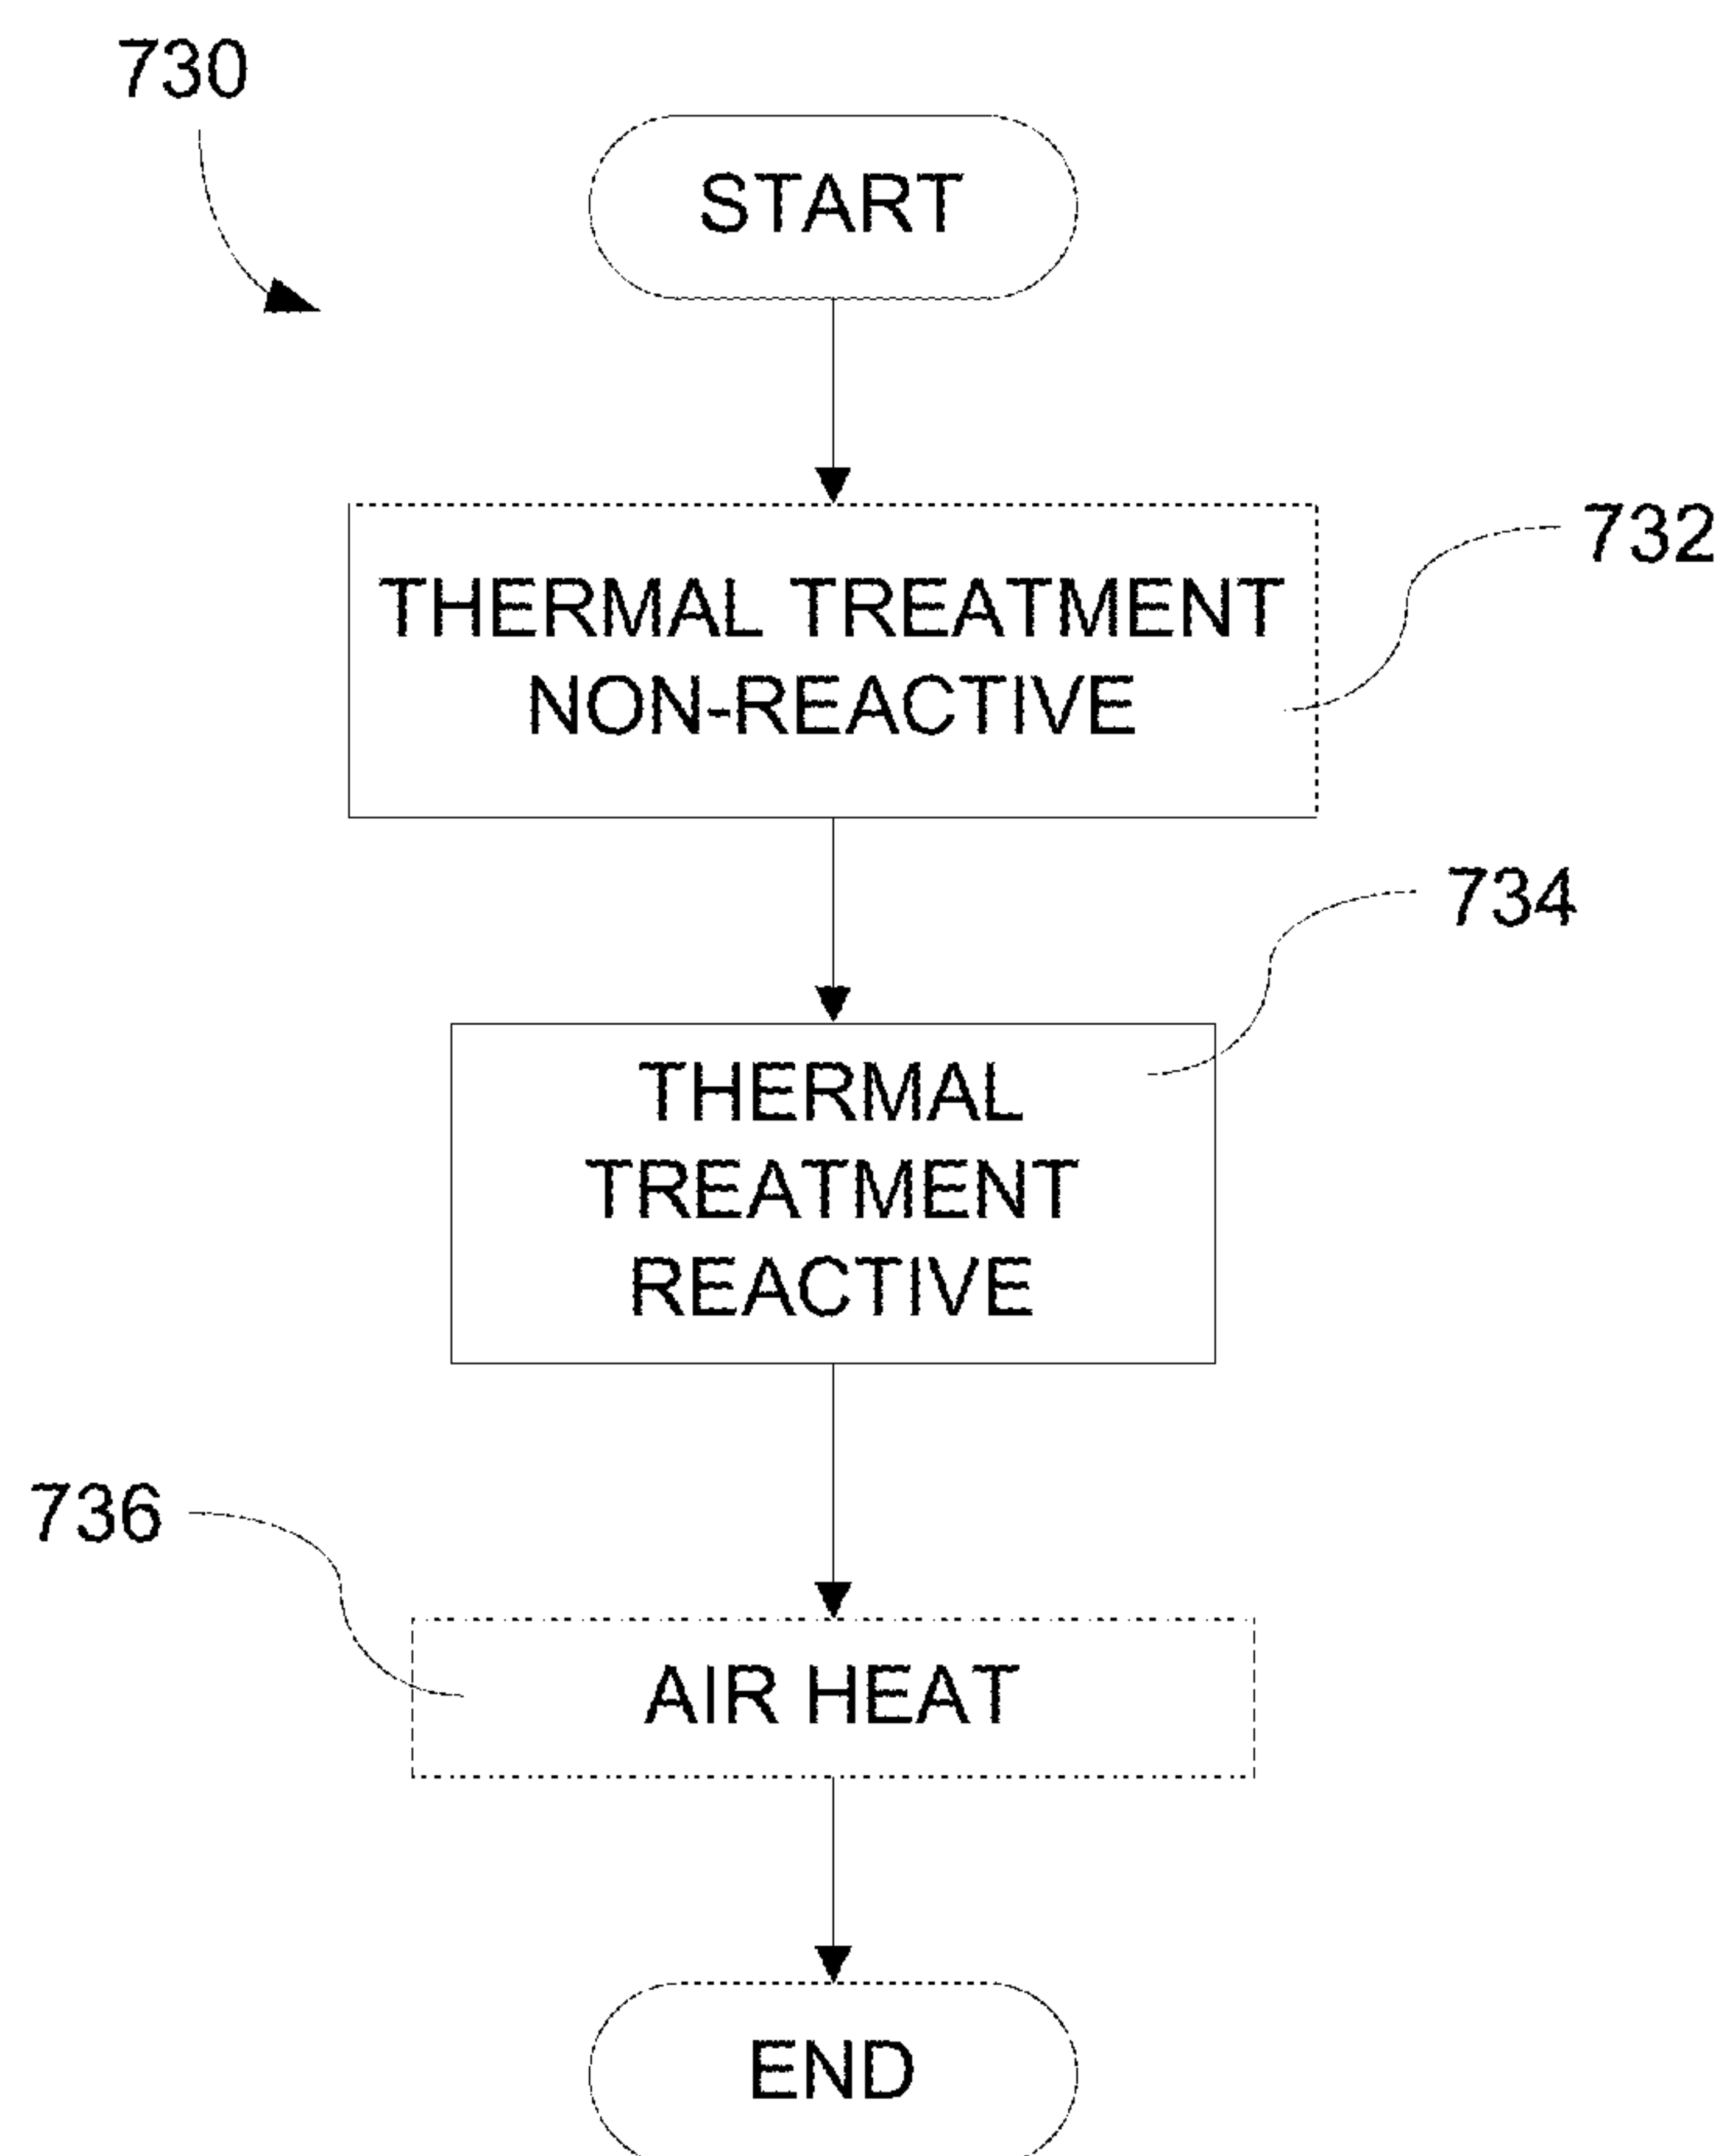 730
START
732
THERMAL TREATMENT
NON-REACTIVE
734
THERMAL
TREATMENT
REACTIVE
736
AIR HEAT
END